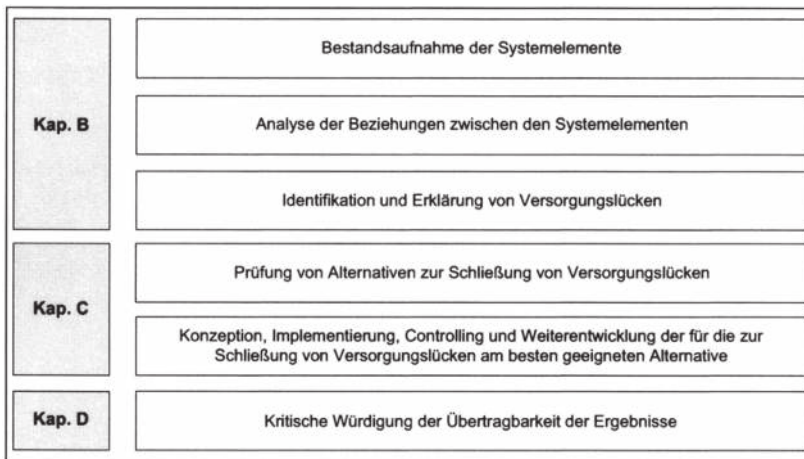 Kap. B
Bestandsaufnahme der Systemelemente
Analyse der Beziehungen zwischen den Systemelementen
Identifikation und Erklärung von Versorgungslücken
Kap. C
Prüfung von Alternativen zur Schließung von Versorgungslücken
Konzeption, Implementierung, Controlling und Weiterentwicklung der für die zur
Schließung von Versorgungslücken am besten geeigneten Alternative
Kap. D
Kritische Würdigung der Übertragbarkeit der Ergebnisse